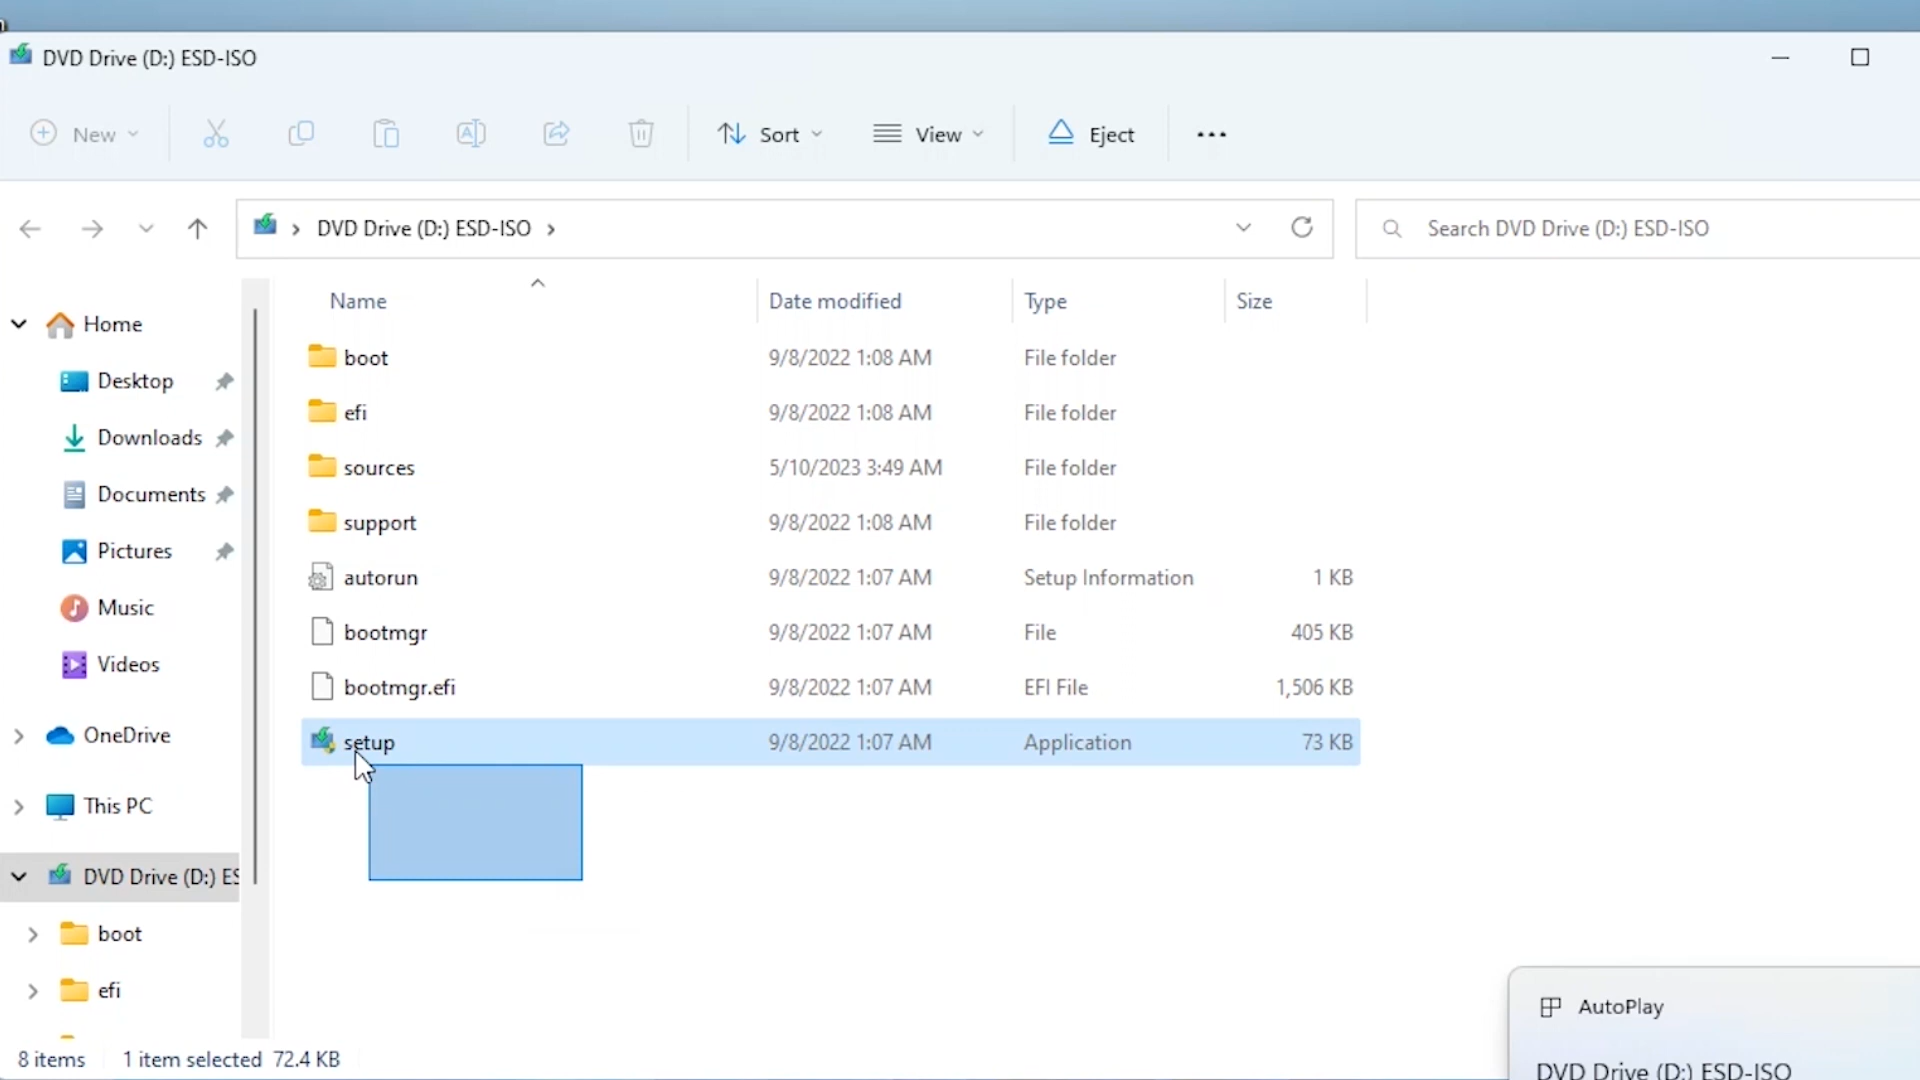 DVD Drive (D:) ESD-ISO
New
Sort
View
Eject
DVD Drive (D:) ESD-ISO
Search DVD Drive (D:) ESD-ISO
Name Date modified Type Size
boot 9/8/2022 1:08 AM File folder
efi 9/8/2022 1:08 AM File folder
sources 5/10/2023 3:49 AM File folder
support 9/8/2022 1:08 AM File folder
autorun 9/8/2022 1:07 AM Setup Information 1 KB
bootmgr 9/8/2022 1:07 AM File 405 KB
bootmgr.efi 9/8/2022 1:07 AM EFI File 1,506 KB
setup 9/8/2022 1:07 AM Application 73 KB
Home
Desktop
Downloads
Documents
Pictures
Music
Videos
OneDrive
This PC
DVD Drive (D:) ES
boot
efi
8 items 1 item selected 72.4 KB
AutoPlay
DVD Drive (D:) ESD-ISO